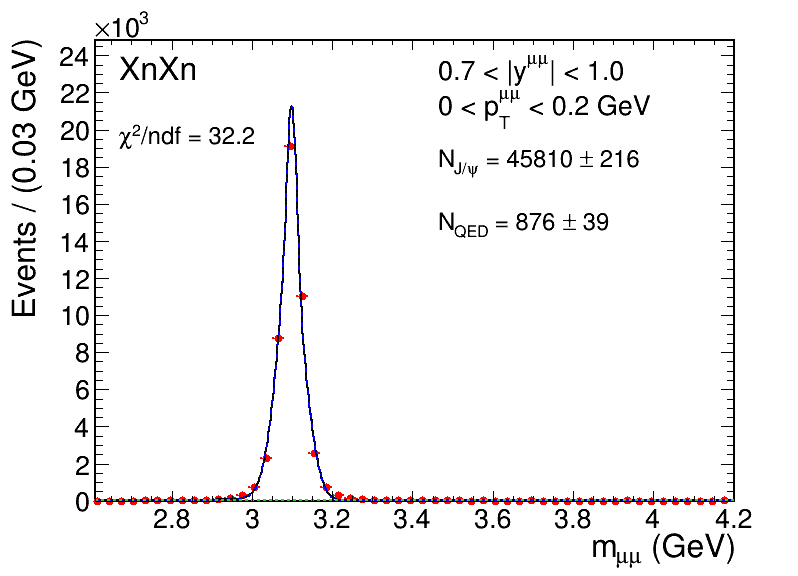 ×10³
Events / (0.03 GeV)
24
22
20
18
16
14
12
10
8
6
4
2
0
XnXn
χ²/ndf = 32.2
0.7 < |y^μμ| < 1.0
0 < p_T^μμ < 0.2 GeV
N_J/ψ = 45810 ± 216
N_QED = 876 ± 39
2.8 3 3.2 3.4 3.6 3.8 4 4.2
m_μμ (GeV)